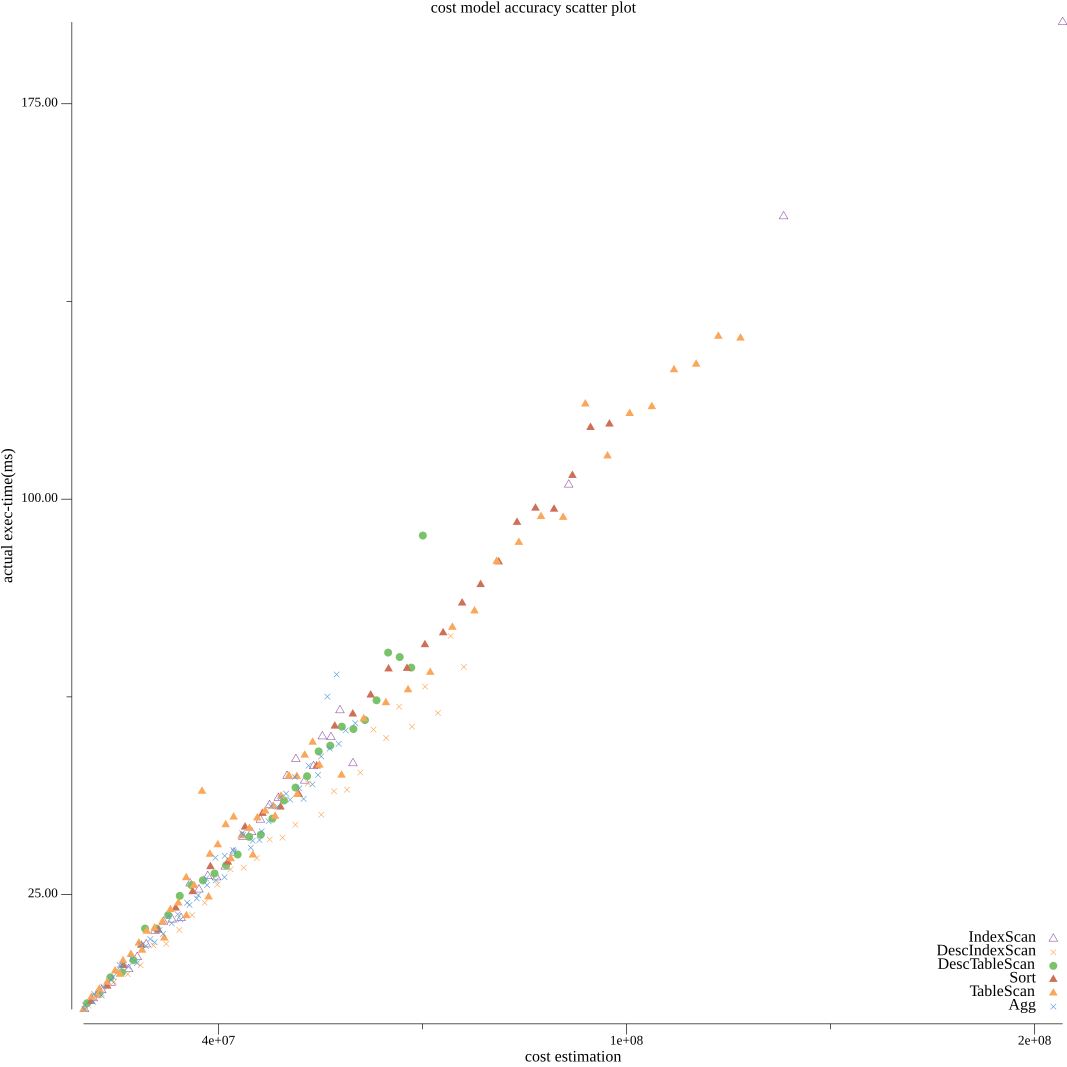 cost model accuracy scatter plot
175.00
100.00
25.00
actual exec-time(ms)
IndexScan
DescIndexScan
DescTableScan
Sort
TableScan
Agg
4e+07
1e+08
2e+08
cost estimation